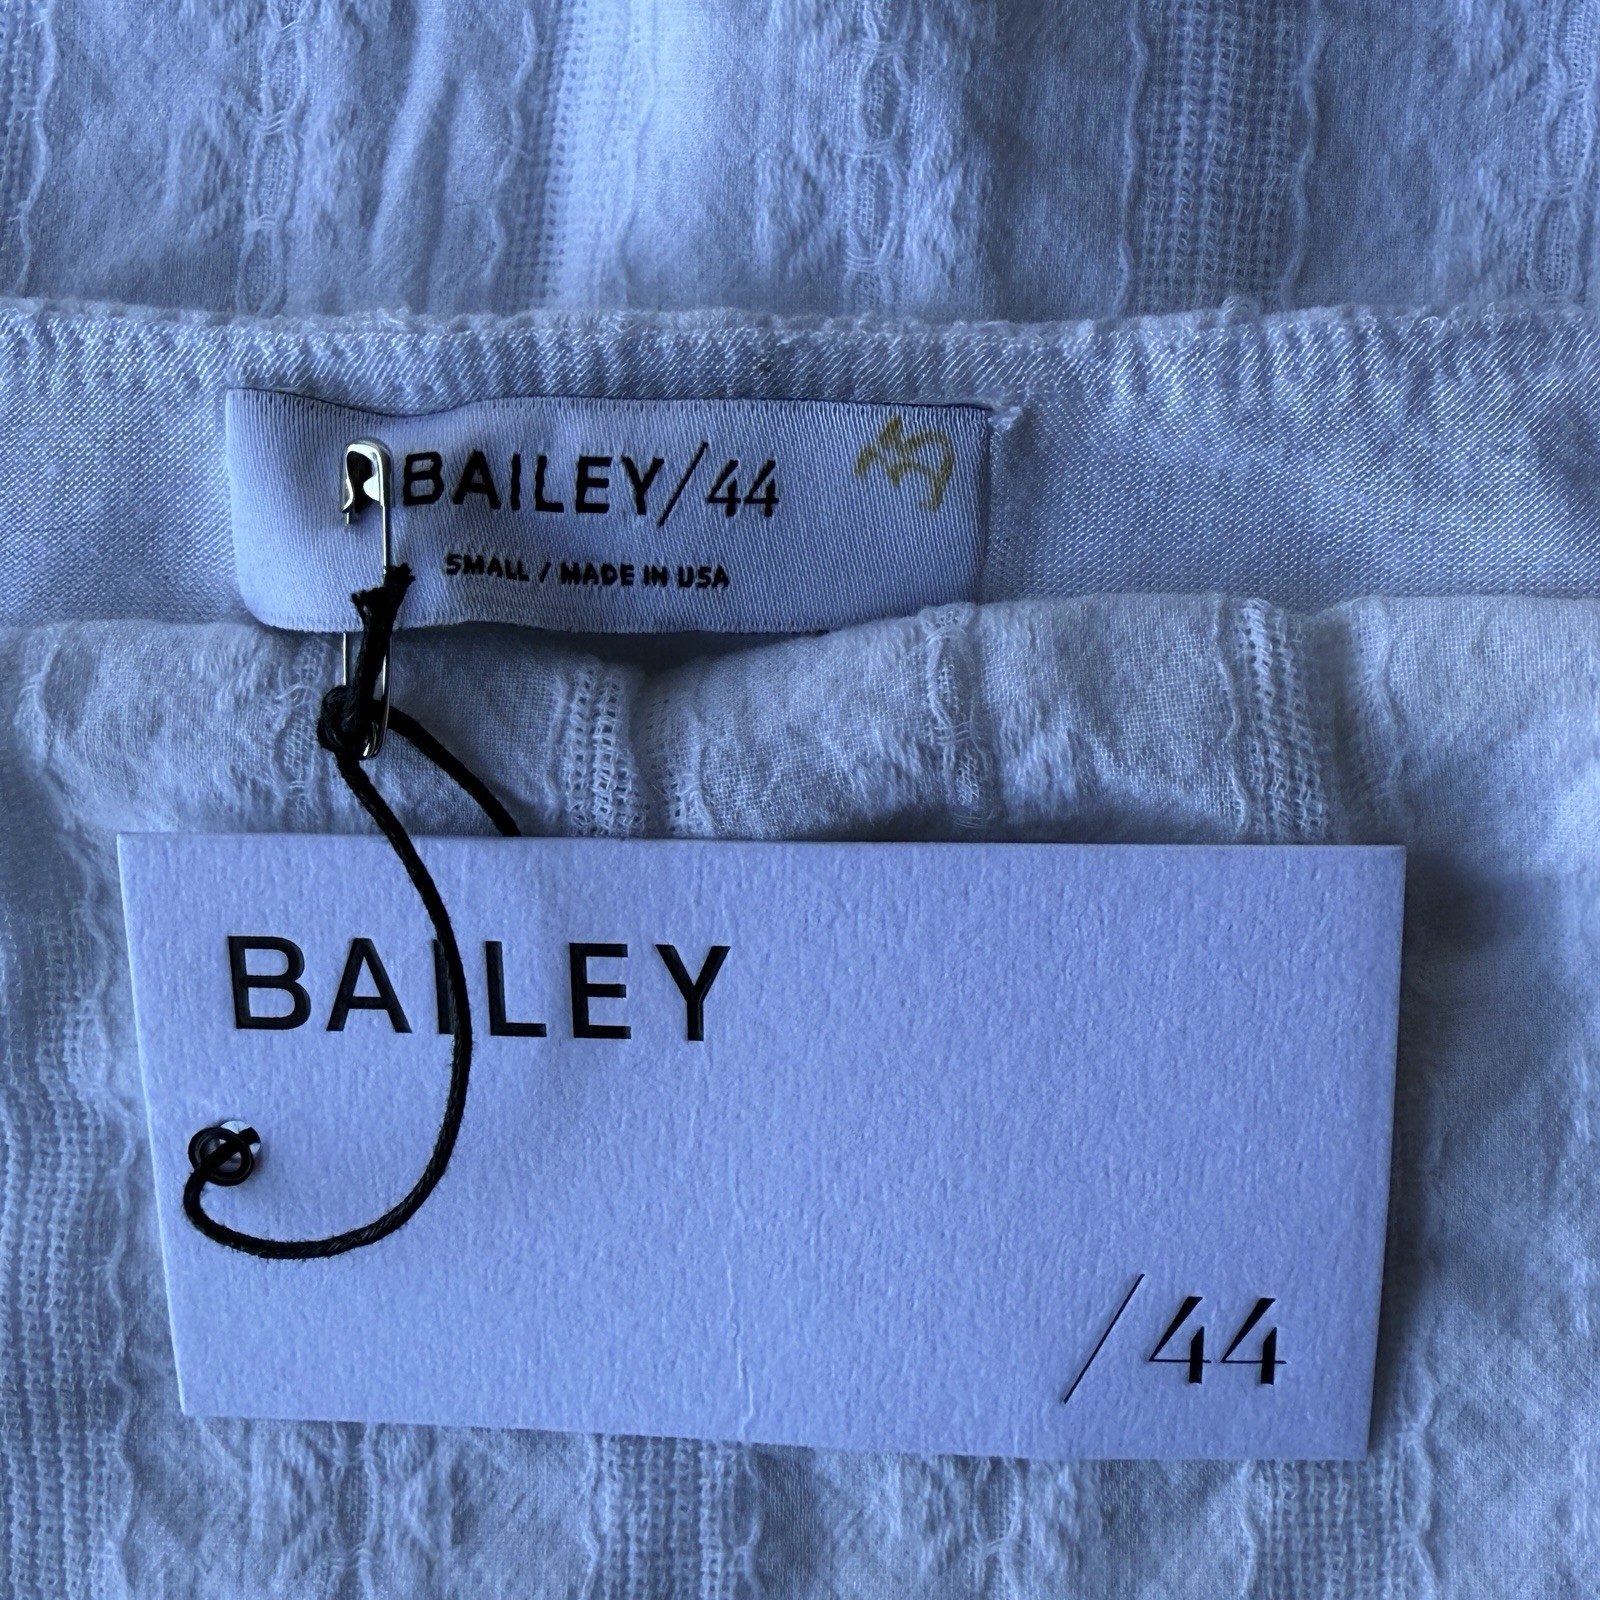 BAILEY/44
SMALL / MADE IN USA
BAILEY
/44